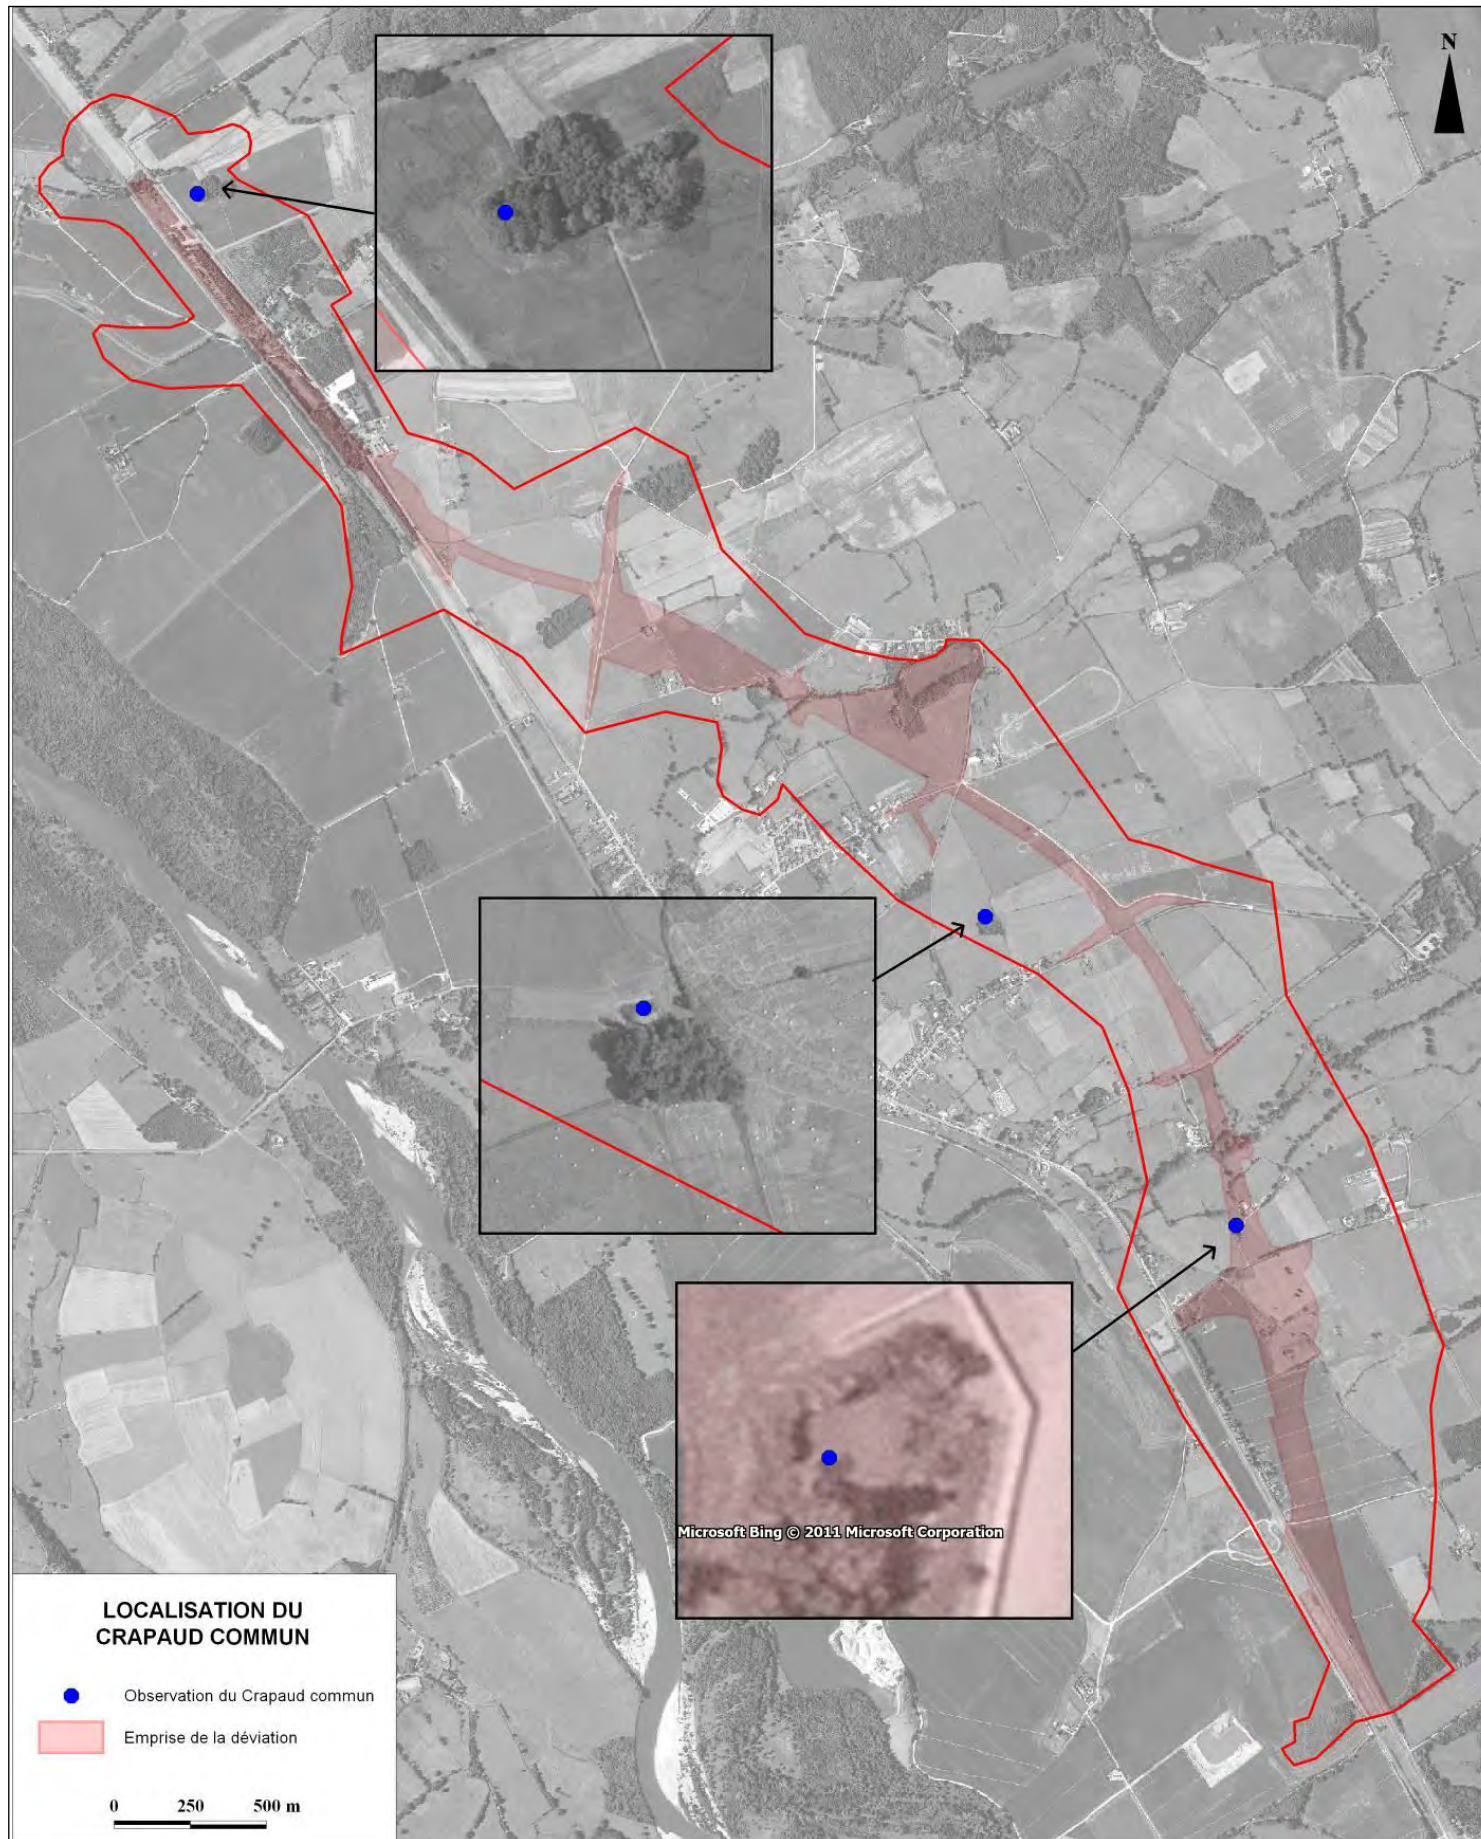 N
Microsoft Bing © 2011 Microsoft Corporation
LOCALISATION DU
CRAPAUD COMMUN
Observation du Crapaud commun
Emprise de la déviation
0 250 500 m